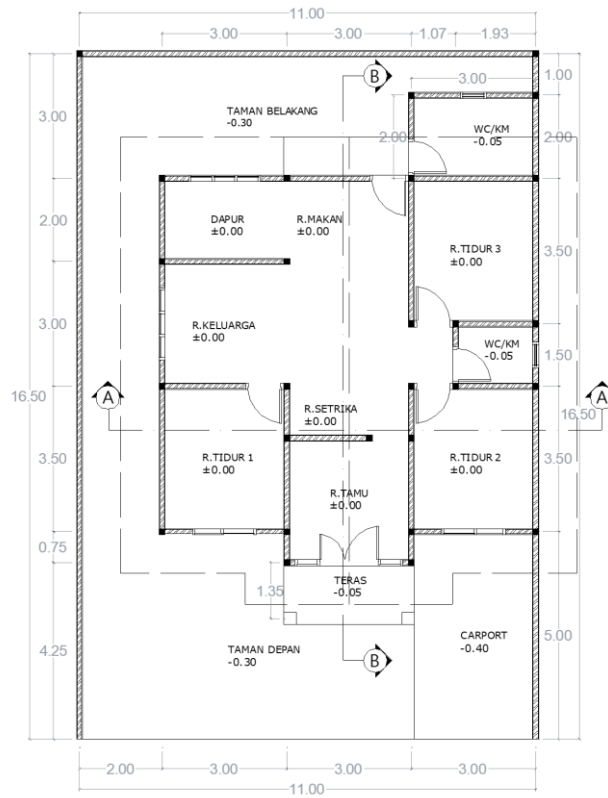 11.00
3.00
3.00
1.07
1.93
B
3.00
1.00
3.00
TAMAN BELAKANG
-0.30
2.00
WC/KM
-0.05
2.00
2.00
DAPUR
±0.00
R.MAKAN
±0.00
R.TIDUR 3
±0.00
3.50
3.00
R.KELUARGA
±0.00
WC/KM
-0.05
1.50
16.50
A
A
R.SETRIKA
±0.00
16.50
3.50
R.TIDUR 1
±0.00
R.TIDUR 2
±0.00
3.50
R.TAMU
±0.00
0.75
1.35
TERAS
-0.05
4.25
TAMAN DEPAN
-0.30
B
CARPORT
-0.40
5.00
2.00
3.00
3.00
3.00
11.00